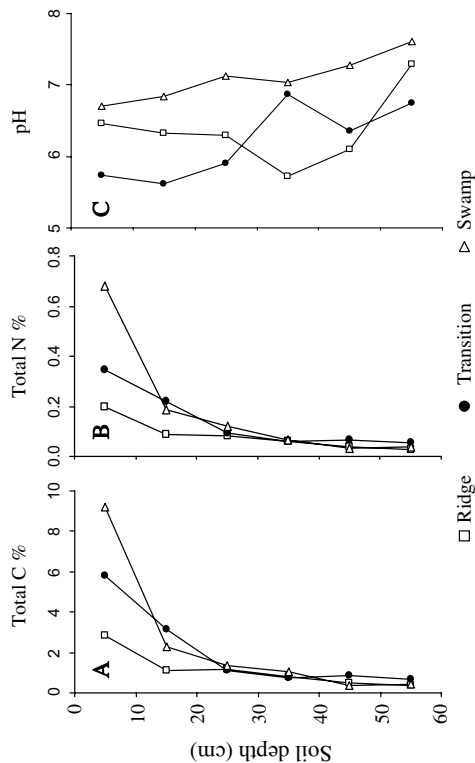 Total C %
0 2 4 6 8 10
A
Total N %
0.0 0.2 0.4 0.6 0.8
B
pH
5 6 7 8
C
Soil depth (cm)
0
10
20
30
40
50
60
Ridge Transition Swamp